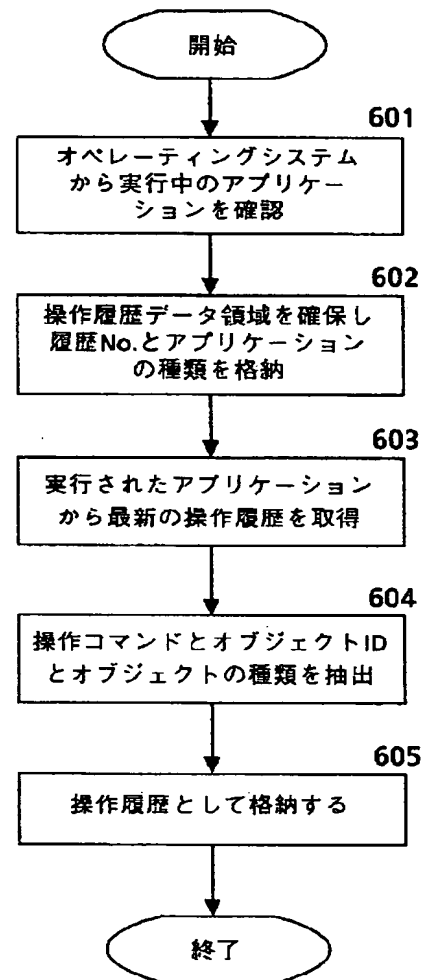 開始
601
オペレーティングシステム
から実行中のアプリケー
ションを確認
602
操作履歴データ領域を確保し
履歴No.とアプリケーション
の種類を格納
603
実行されたアプリケーション
から最新の操作履歴を取得
604
操作コマンドとオブジェクトID
とオブジェクトの種類を抽出
605
操作履歴として格納する
終了